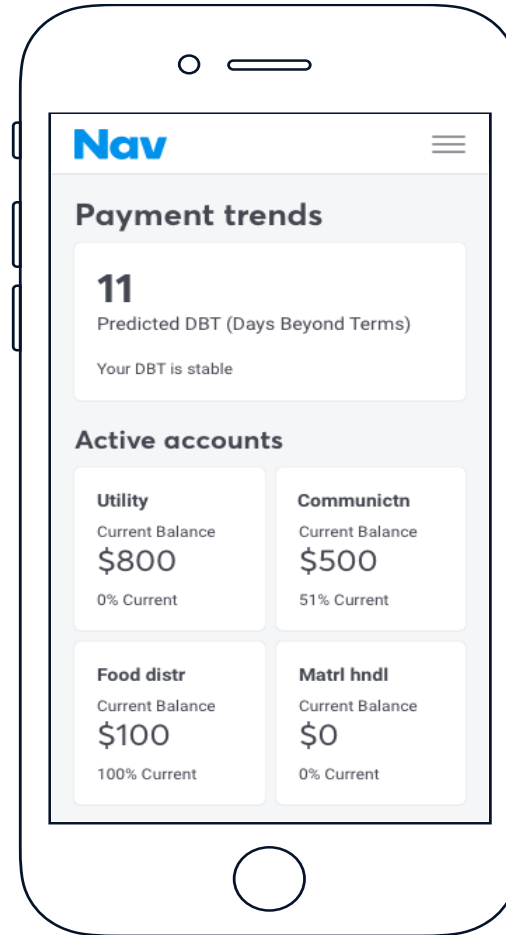 Nav
Payment trends
11
Predicted DBT (Days Beyond Terms)
Your DBT is stable
Active accounts
Utility
Current Balance
$800
0% Current
Communictn
Current Balance
$500
51% Current
Food distr
Current Balance
$100
100% Current
Matrl hndl
Current Balance
$0
0% Current